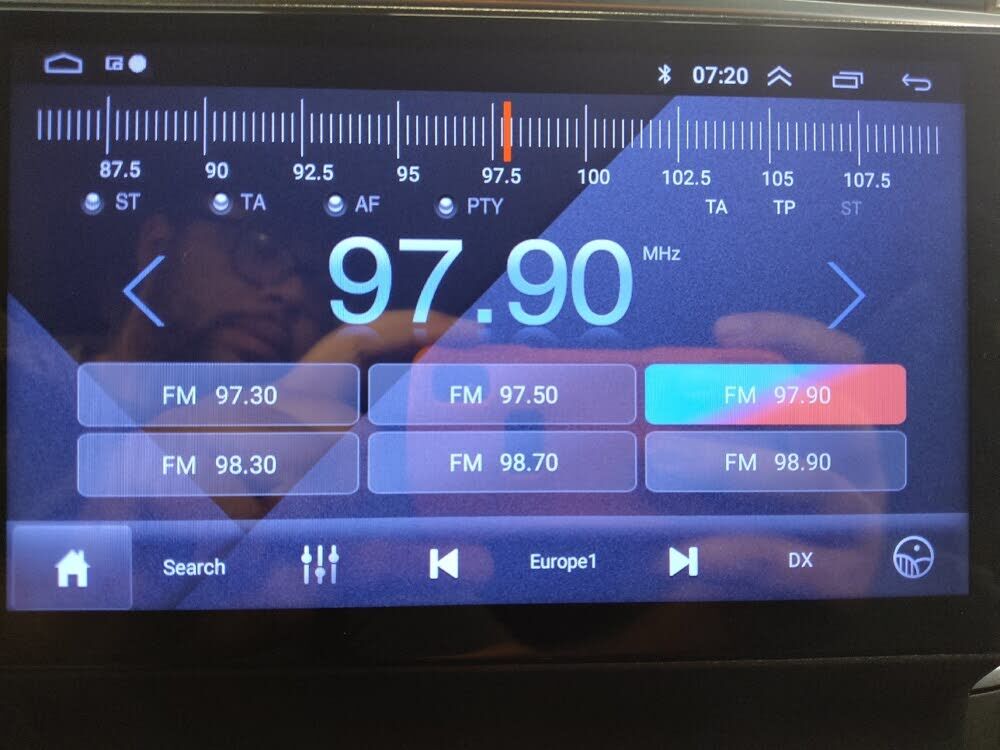 07:20
87.5 90 92.5 95 97.5 100 102.5 105 107.5
ST TA AF PTY TA TP ST
97.90 MHz
FM 97.30 FM 97.50 FM 97.90
FM 98.30 FM 98.70 FM 98.90
Search Europe1 DX